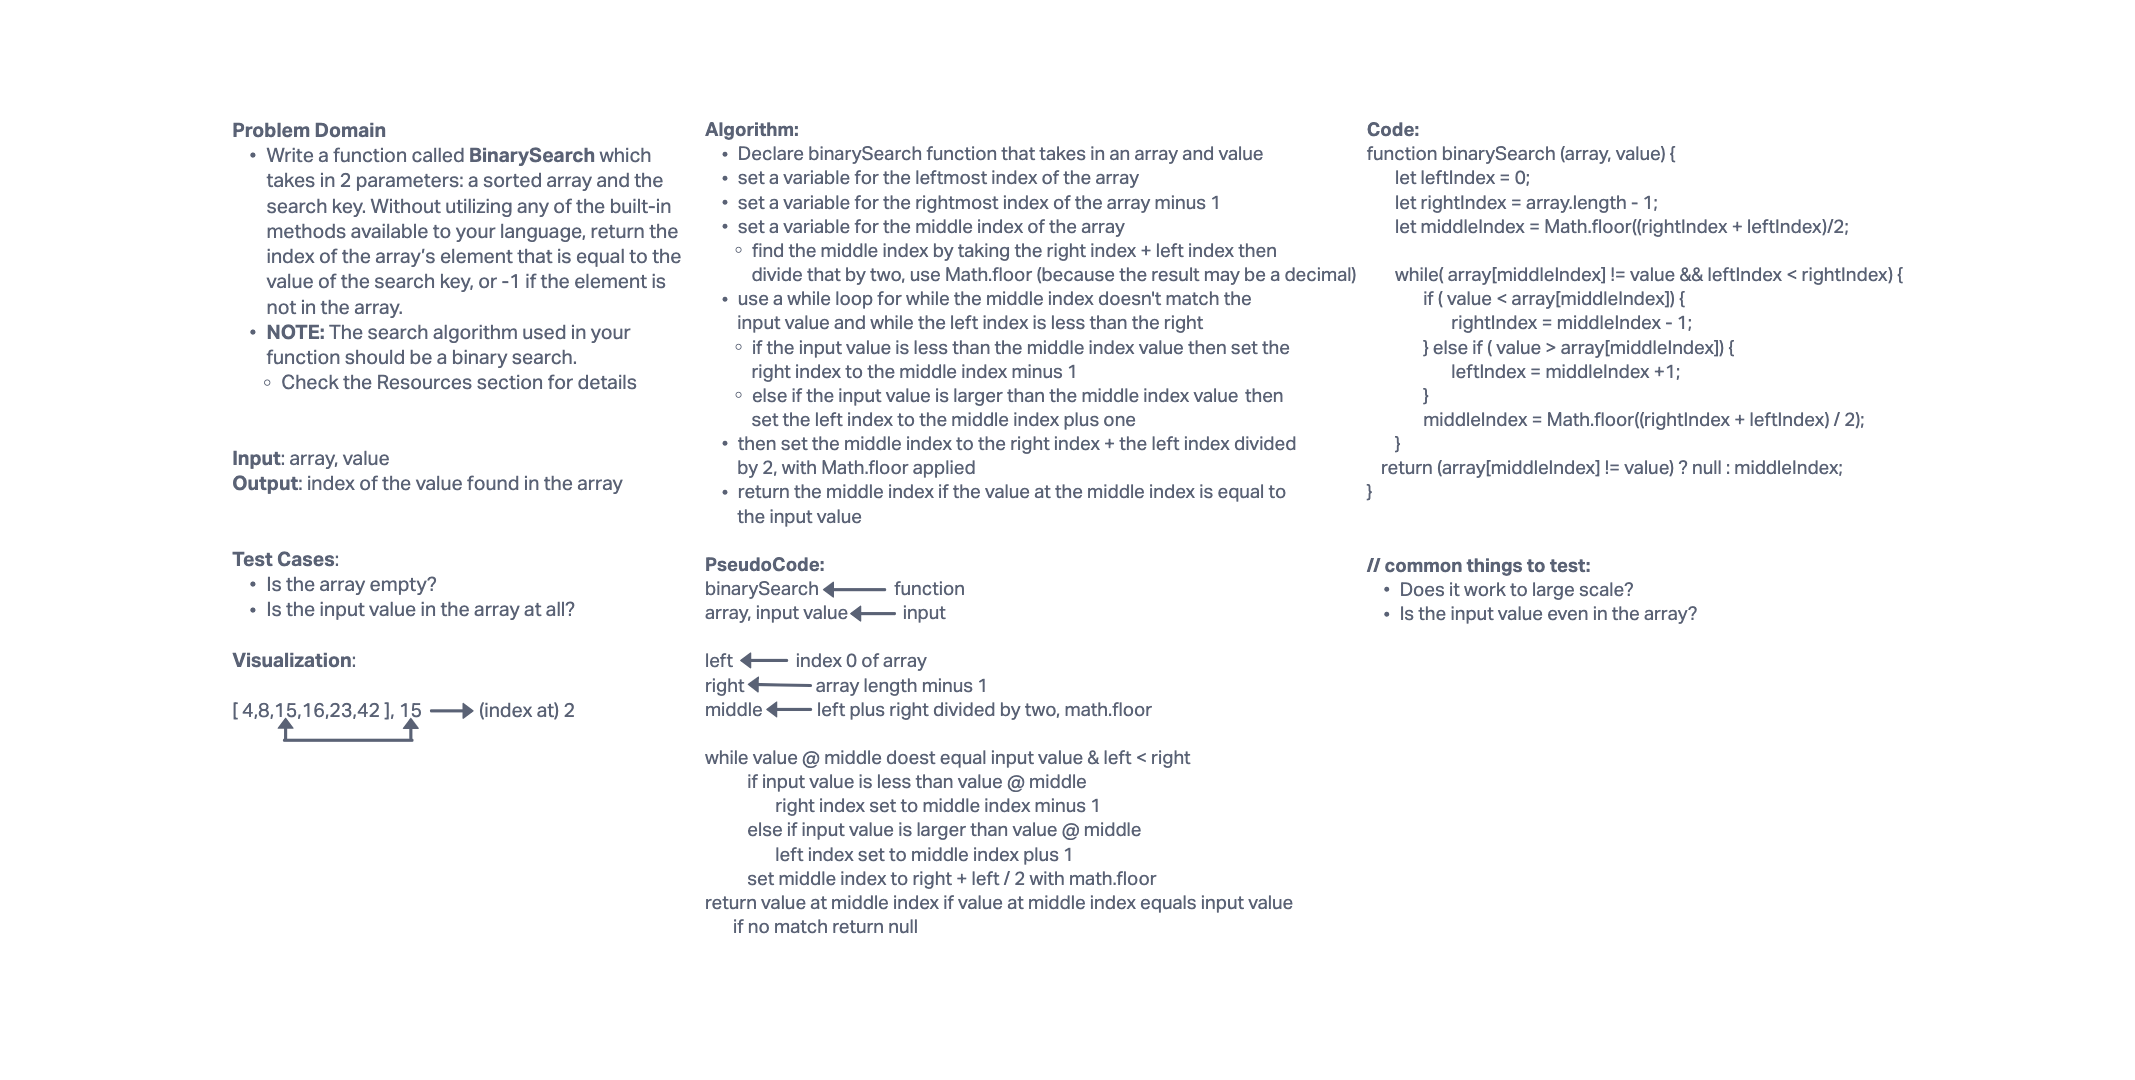 Problem Domain
• Write a function called BinarySearch which
takes in 2 parameters: a sorted array and the
search key. Without utilizing any of the built-in
methods available to your language, return the
index of the array’s element that is equal to the
value of the search key, or -1 if the element is
not in the array.
• NOTE: The search algorithm used in your
function should be a binary search.
◦ Check the Resources section for details
Input: array, value
Output: index of the value found in the array
Test Cases:
• Is the array empty?
• Is the input value in the array at all?
Visualization:
[ 4,8,15,16,23,42 ], 15 → (index at) 2
Algorithm:
• Declare binarySearch function that takes in an array and value
• set a variable for the leftmost index of the array
• set a variable for the rightmost index of the array minus 1
• set a variable for the middle index of the array
◦ find the middle index by taking the right index + left index then
divide that by two, use Math.floor (because the result may be a decimal)
• use a while loop for while the middle index doesn't match the
input value and while the left index is less than the right
◦ if the input value is less than the middle index value then set the
right index to the middle index minus 1
◦ else if the input value is larger than the middle index value then
set the left index to the middle index plus one
• then set the middle index to the right index + the left index divided
by 2, with Math.floor applied
• return the middle index if the value at the middle index is equal to
the input value
PseudoCode:
binarySearch ← function
array, input value ← input
left ← index 0 of array
right ← array length minus 1
middle ← left plus right divided by two, math.floor
while value @ middle doest equal input value & left < right
if input value is less than value @ middle
right index set to middle index minus 1
else if input value is larger than value @ middle
left index set to middle index plus 1
set middle index to right + left / 2 with math.floor
return value at middle index if value at middle index equals input value
if no match return null
Code:
function binarySearch (array, value) {
let leftIndex = 0;
let rightIndex = array.length - 1;
let middleIndex = Math.floor((rightIndex + leftIndex)/2;
while( array[middleIndex] != value && leftIndex < rightIndex) {
if ( value < array[middleIndex]) {
rightIndex = middleIndex - 1;
} else if ( value > array[middleIndex]) {
leftIndex = middleIndex +1;
}
middleIndex = Math.floor((rightIndex + leftIndex) / 2);
}
return (array[middleIndex] != value) ? null : middleIndex;
}
// common things to test:
• Does it work to large scale?
• Is the input value even in the array?